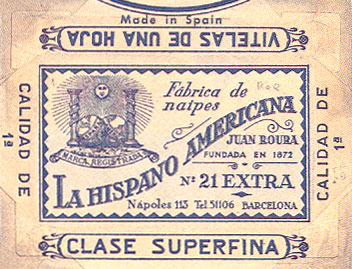 Made in Spain
VITELAS DE UNA HOJA
Fábrica de
naipes
LA HISPANO AMERICANA
JUAN ROURA
FUNDADA EN 1872
MARCA REGISTRADA
Nº 21 EXTRA
Nápoles 113 Tel 51106 BARCELONA
CALIDAD DE 1ª
CALIDAD DE 1ª
CLASE SUPERFINA